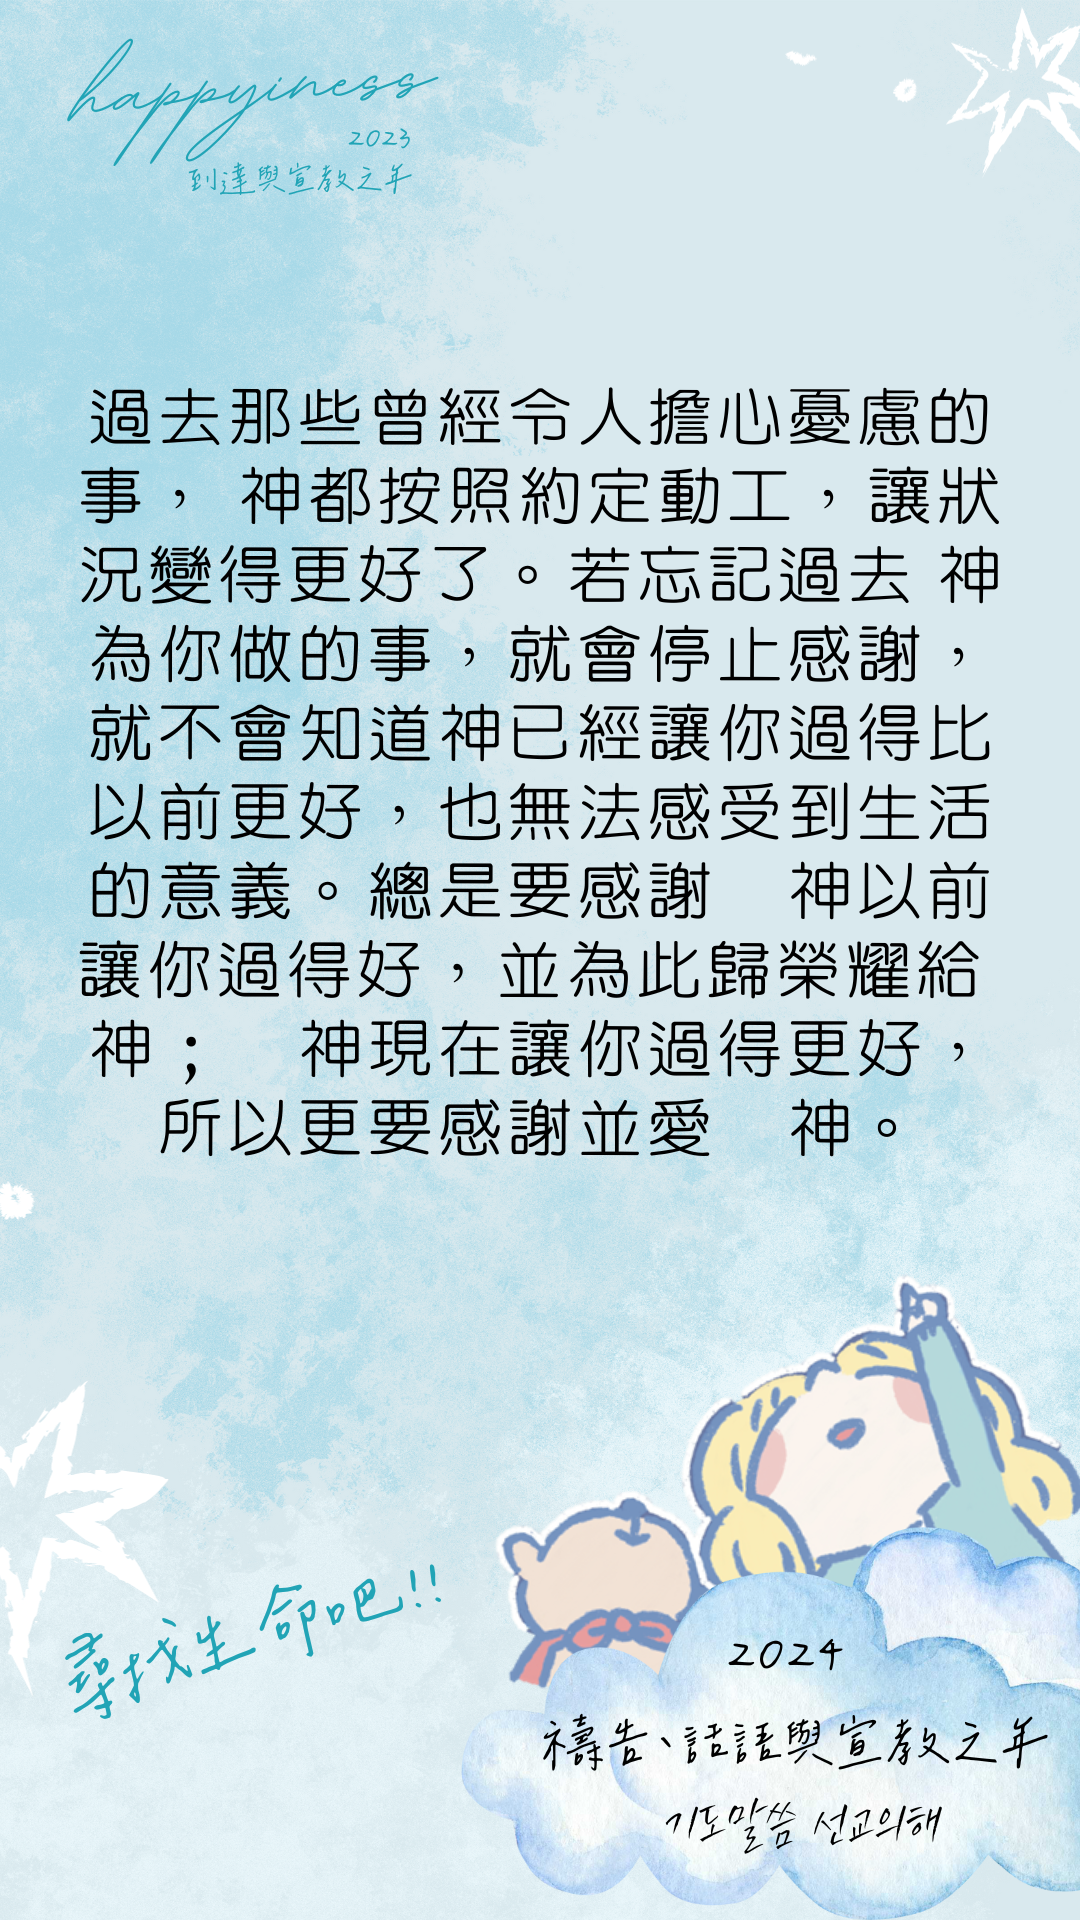 happyiness
2023
到達與宣教之年
過去那些曾經令人擔心憂慮的
事， 神都按照約定動工，讓狀
況變得更好了。若忘記過去 神
為你做的事，就會停止感謝，
就不會知道神已經讓你過得比
以前更好，也無法感受到生活
的意義。總是要感謝　神以前
讓你過得好，並為此歸榮耀給
神；　神現在讓你過得更好，
所以更要感謝並愛　神。
尋找生命吧!!
2024
禱告、話語與宣教之年
기도말씀 선교의해